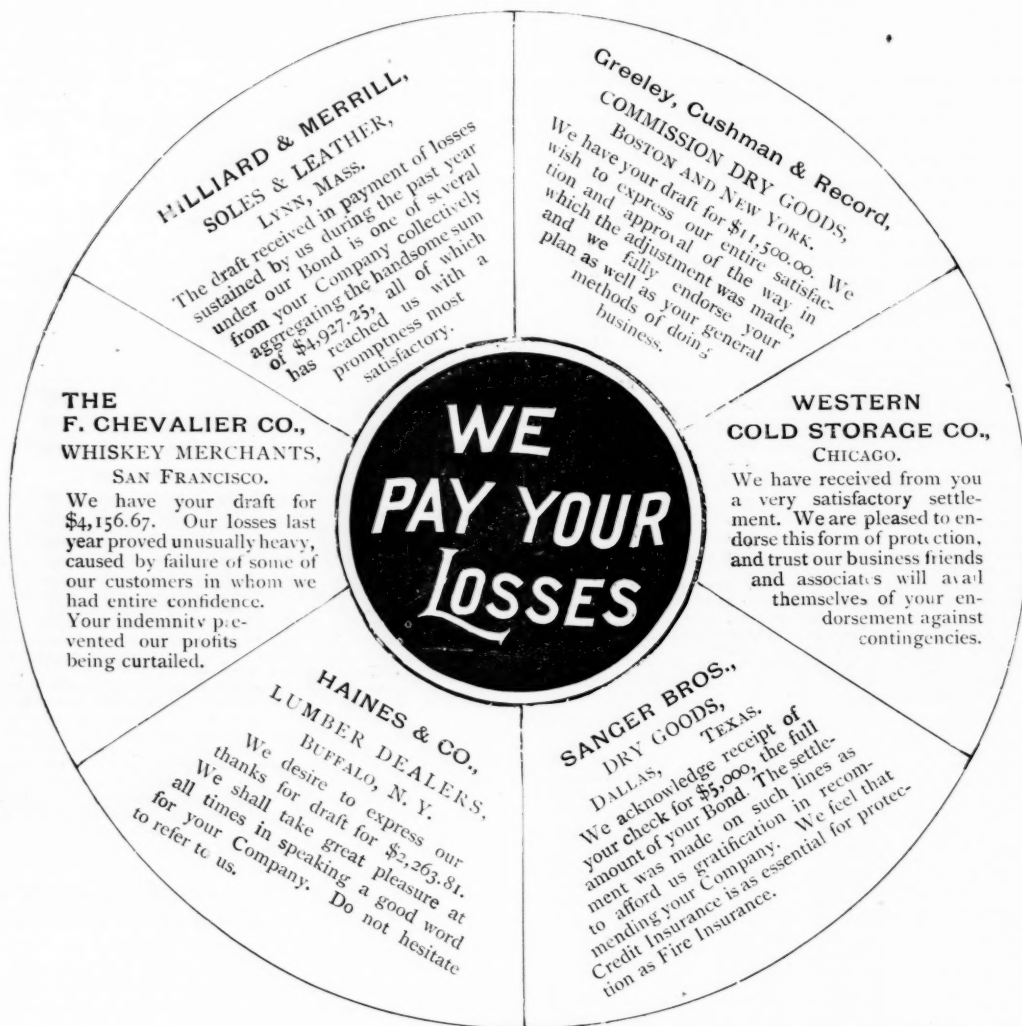 HILLIARD & MERRILL,
SOLES & LEATHER,
LYNN, MASS.
The draft received in payment of losses
sustained by us during the past year
under our Bond is one of several
from your Company collectively
aggregating the handsome sum
of $4,927.25, all of which
has reached us with a
promptness most
satisfactory.
Greeley, Cushman & Record,
COMMISSION DRY GOODS,
BOSTON AND NEW YORK.
We have your draft for $11,500.00. We
wish to express our entire satisfac-
tion and approval of the way in
which the adjustment was made,
and we fully endorse your
plan as well as your general
methods of doing
business.
THE
F. CHEVALIER CO.,
WHISKEY MERCHANTS,
SAN FRANCISCO.
We have your draft for
$4,156.67. Our losses last
year proved unusually heavy,
caused by failure of some of
our customers in whom we
had entire confidence.
Your indemnity pre-
vented our profits
being curtailed.
WE
PAY YOUR
LOSSES
WESTERN
COLD STORAGE CO.,
CHICAGO.
We have received from you
a very satisfactory settle-
ment. We are pleased to en-
dorse this form of protection,
and trust our business friends
and associates will avail
themselves of your en-
dorsement against
contingencies.
HAINES & CO.,
LUMBER DEALERS,
BUFFALO, N. Y.
We desire to express our
thanks for draft for $2,263.81.
We shall take great pleasure at
all times in speaking a good word
for your Company. Do not hesitate
to refer to us.
SANGER BROS.,
DRY GOODS,
DALLAS, TEXAS.
We acknowledge receipt of
your check for $5,000, the full
amount of your Bond. The settle-
ment was made on such lines as
to afford us gratification in recom-
mending your Company. We feel that
Credit Insurance is as essential for protec-
tion as Fire Insurance.